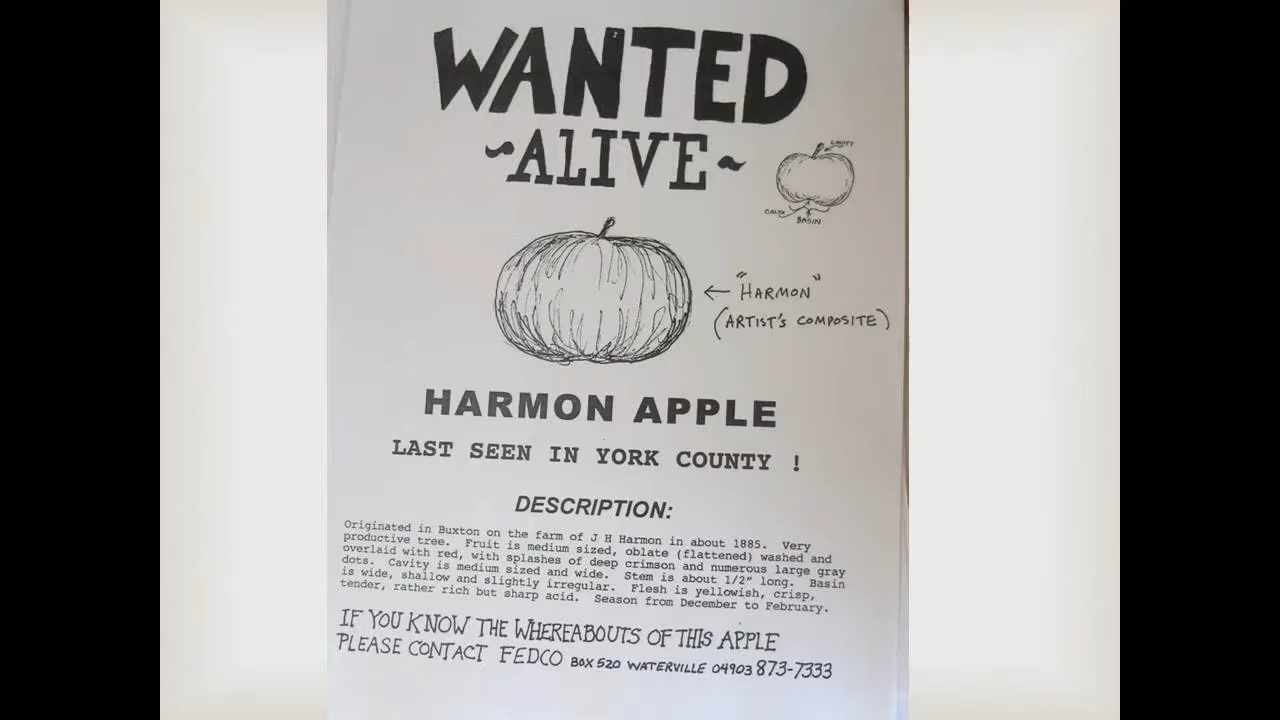 WANTED
~ALIVE~
CAVITY
CALYX
BASIN
← "HARMON"
(ARTIST'S COMPOSITE)
HARMON APPLE
LAST SEEN IN YORK COUNTY !
DESCRIPTION:
Originated in Buxton on the farm of J H Harmon in about 1885. Very
productive tree. Fruit is medium sized, oblate (flattened) washed and
overlaid with red, with splashes of deep crimson and numerous large gray
dots. Cavity is medium sized and wide. Stem is about 1/2" long. Basin
is wide, shallow and slightly irregular. Flesh is yellowish, crisp,
tender, rather rich but sharp acid. Season from December to February.
IF YOU KNOW THE WHEREABOUTS OF THIS APPLE
PLEASE CONTACT FEDCO BOX 520 WATERVILLE 04903 873-7333